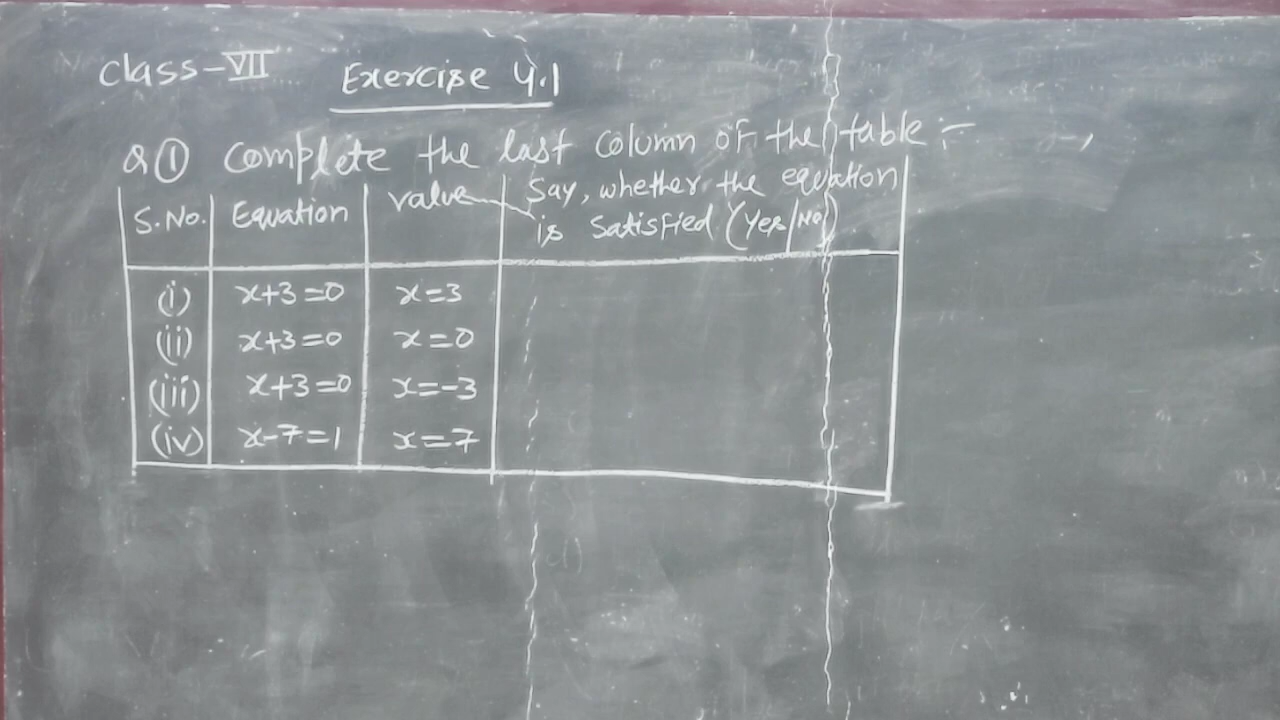 Class-VII Exercise 4.1
Q① Complete the last column of the table:-
S.No. Equation value Say, whether the equation
is Satisfied (Yes/No)
(i) x+3=0 x=3
(ii) x+3=0 x=0
(iii) x+3=0 x=-3
(iv) x-7=1 x=7